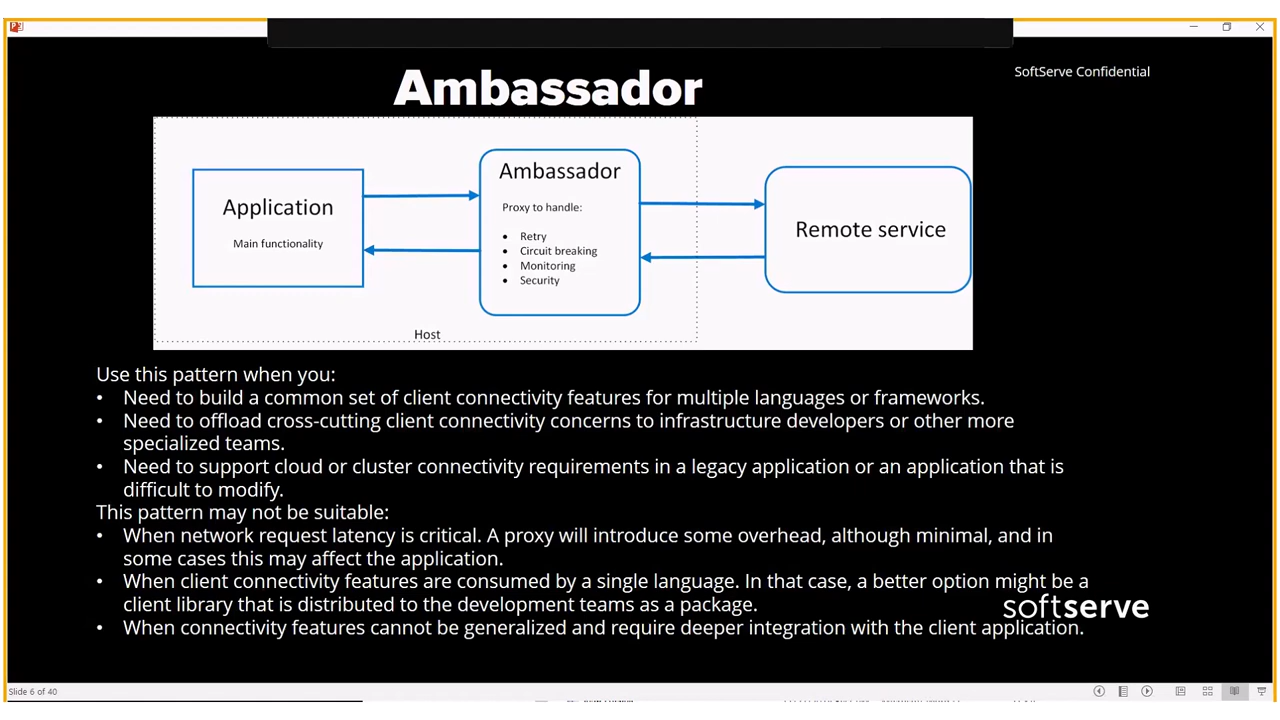 Ambassador
SoftServe Confidential
Application
Main functionality
Ambassador
Proxy to handle:
• Retry
• Circuit breaking
• Monitoring
• Security
Remote service
Host
Use this pattern when you:
• Need to build a common set of client connectivity features for multiple languages or frameworks.
• Need to offload cross-cutting client connectivity concerns to infrastructure developers or other more
specialized teams.
• Need to support cloud or cluster connectivity requirements in a legacy application or an application that is
difficult to modify.
This pattern may not be suitable:
• When network request latency is critical. A proxy will introduce some overhead, although minimal, and in
some cases this may affect the application.
• When client connectivity features are consumed by a single language. In that case, a better option might be a
client library that is distributed to the development teams as a package.
• When connectivity features cannot be generalized and require deeper integration with the client application.
softserve
Slide 6 of 40